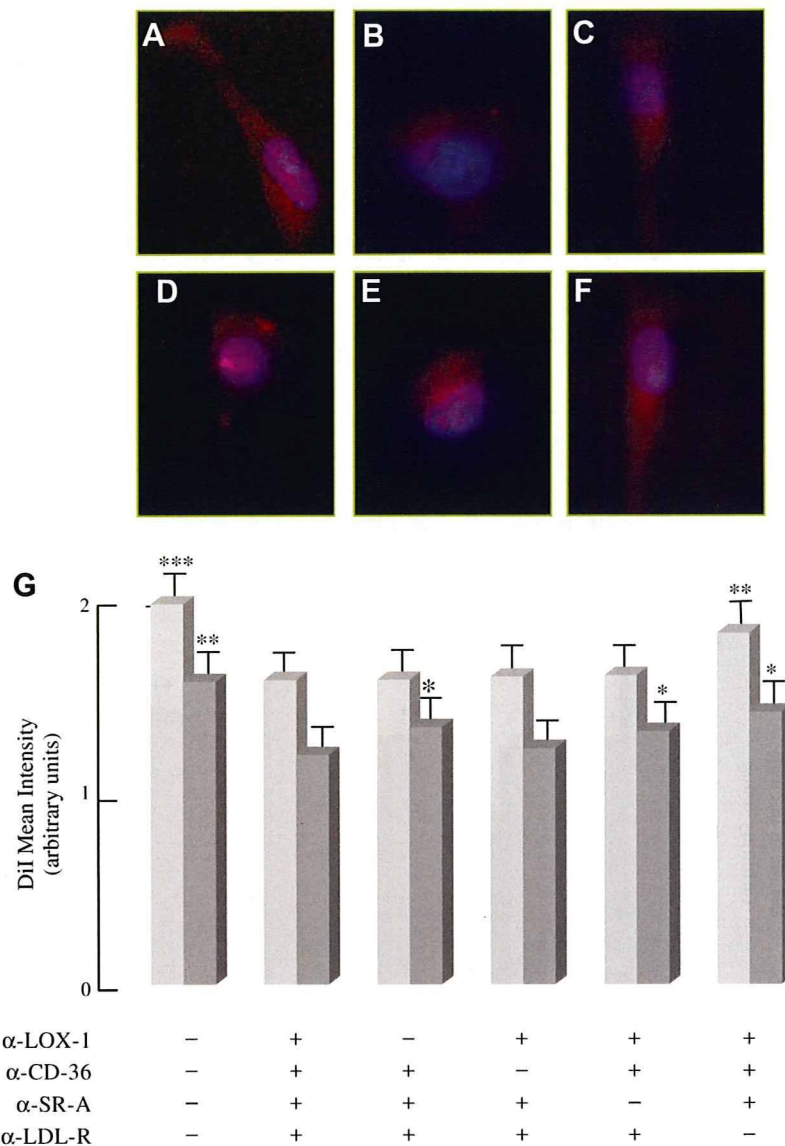 A B C
D E F
G
*** ** * * ** *
2
1
0
DiI Mean Intensity
(arbitrary units)
α-LOX-1 − + − + + +
α-CD-36 − + + − + +
α-SR-A − + + + − +
α-LDL-R − + + + + −